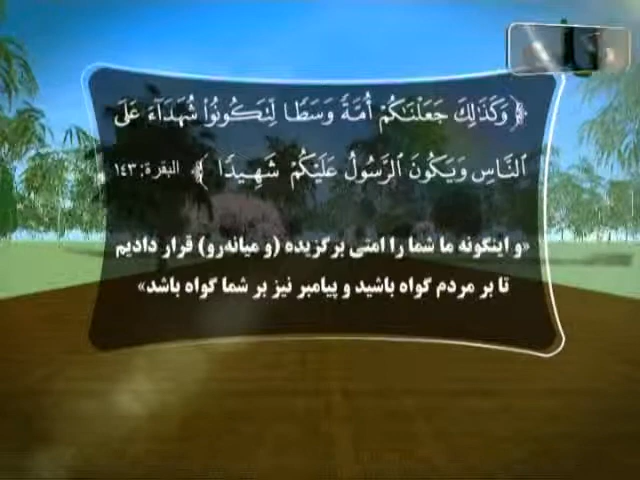 ﴿ وَكَذَٰلِكَ جَعَلْنَـٰكُمْ أُمَّةً وَسَطًا لِّتَكُونُوا۟ شُهَدَآءَ عَلَى
ٱلنَّاسِ وَيَكُونَ ٱلرَّسُولُ عَلَيْكُمْ شَهِيدًا ﴾ البقرة: ١٤٣
«و اینگونه ما شما را امتی برگزیده (و میانه‌رو) قرار دادیم
تا بر مردم گواه باشید و پیامبر نیز بر شما گواه باشد»